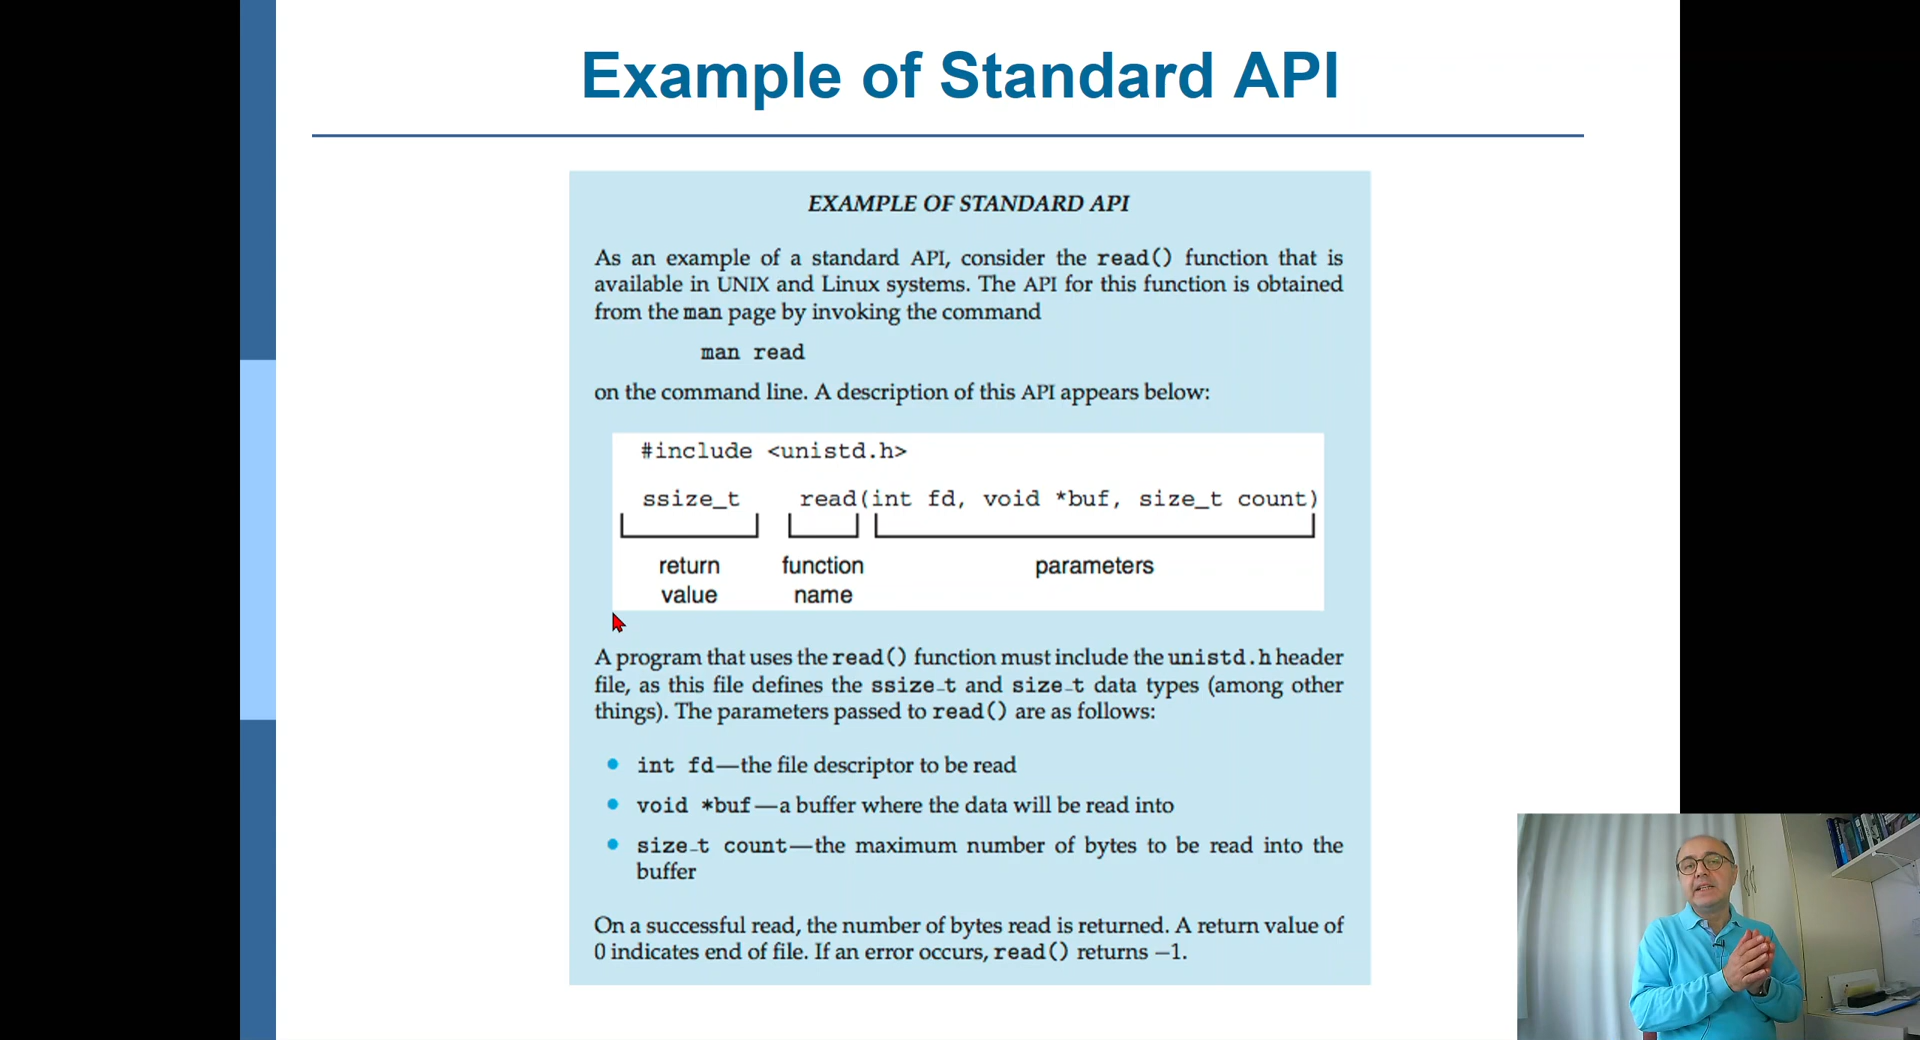 Example of Standard API
EXAMPLE OF STANDARD API
As an example of a standard API, consider the read() function that is
available in UNIX and Linux systems. The API for this function is obtained
from the man page by invoking the command
man read
on the command line. A description of this API appears below:
#include <unistd.h>
ssize_t read(int fd, void *buf, size_t count)
return value
function name
parameters
A program that uses the read() function must include the unistd.h header
file, as this file defines the ssize_t and size_t data types (among other
things). The parameters passed to read() are as follows:
• int fd—the file descriptor to be read
• void *buf—a buffer where the data will be read into
• size_t count—the maximum number of bytes to be read into the
buffer
On a successful read, the number of bytes read is returned. A return value of
0 indicates end of file. If an error occurs, read() returns −1.